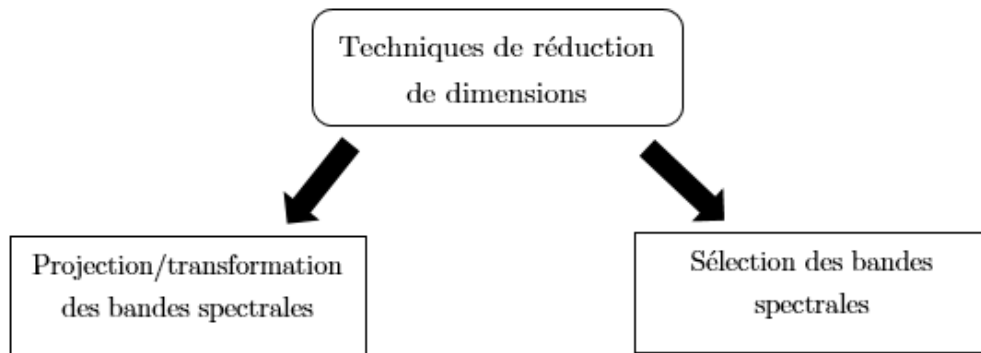 Techniques de réduction
de dimensions
Projection/transformation
des bandes spectrales
Sélection des bandes
spectrales